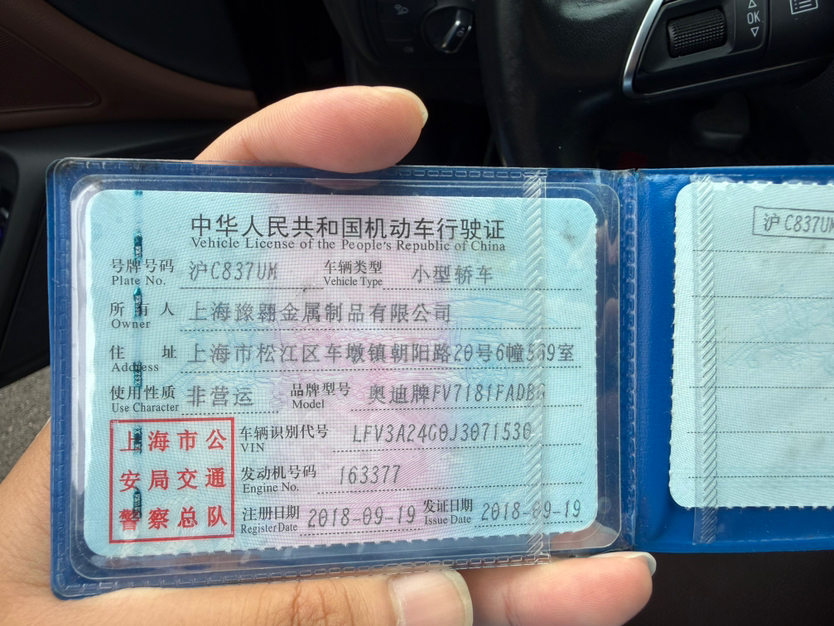 中华人民共和国机动车行驶证
Vehicle License of the People's Republic of China
号牌号码 沪C837UM 车辆类型 小型轿车
Plate No. Vehicle Type
所有人 上海豫翱金属制品有限公司
Owner
住址 上海市松江区车墩镇朝阳路20号6幢569室
Address
使用性质 非营运 品牌型号 奥迪牌FV7181FADBG
Use Character Model
上海市公
安局交通
警察总队
车辆识别代号 LFV3A24G0J3071530
VIN
发动机号码 163377
Engine No.
注册日期 2018-09-19 发证日期 2018-09-19
Register Date Issue Date
沪C837UM
OK